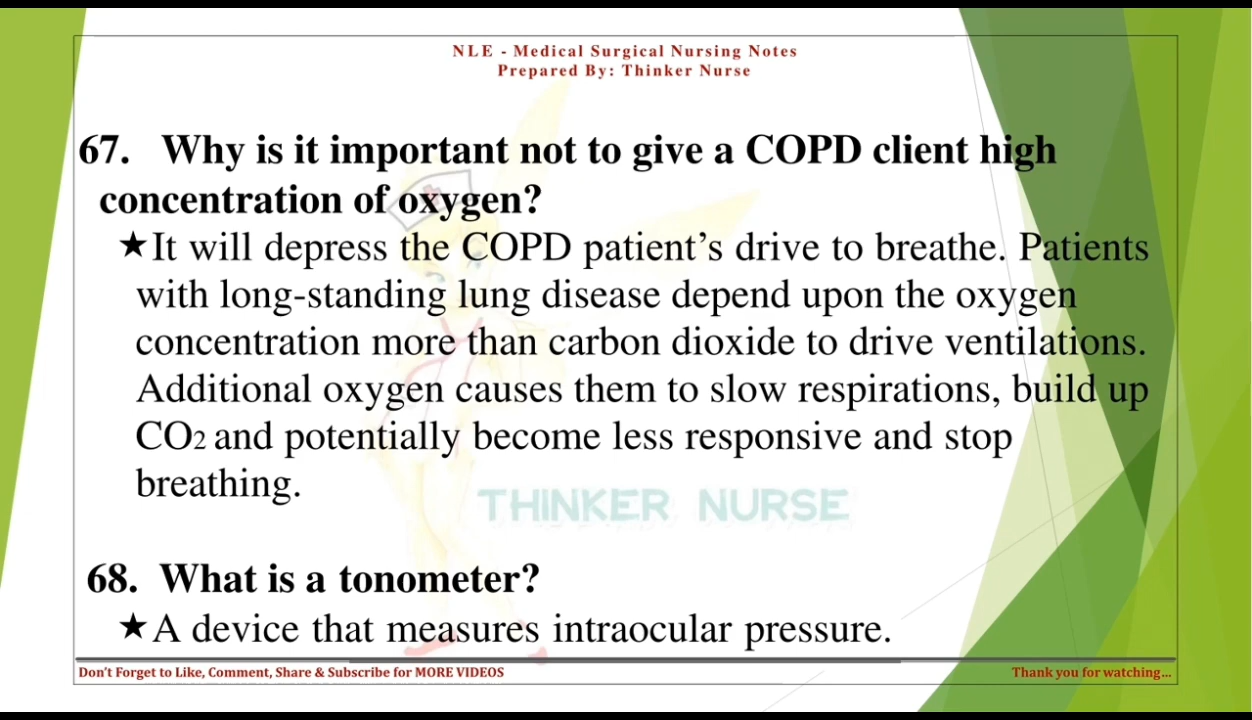 NLE - Medical Surgical Nursing Notes
Prepared By: Thinker Nurse
67. Why is it important not to give a COPD client high
concentration of oxygen?
★It will depress the COPD patient’s drive to breathe. Patients
with long-standing lung disease depend upon the oxygen
concentration more than carbon dioxide to drive ventilations.
Additional oxygen causes them to slow respirations, build up
CO2 and potentially become less responsive and stop
breathing.
THINKER NURSE
68. What is a tonometer?
★A device that measures intraocular pressure.
Don’t Forget to Like, Comment, Share & Subscribe for MORE VIDEOS
Thank you for watching...